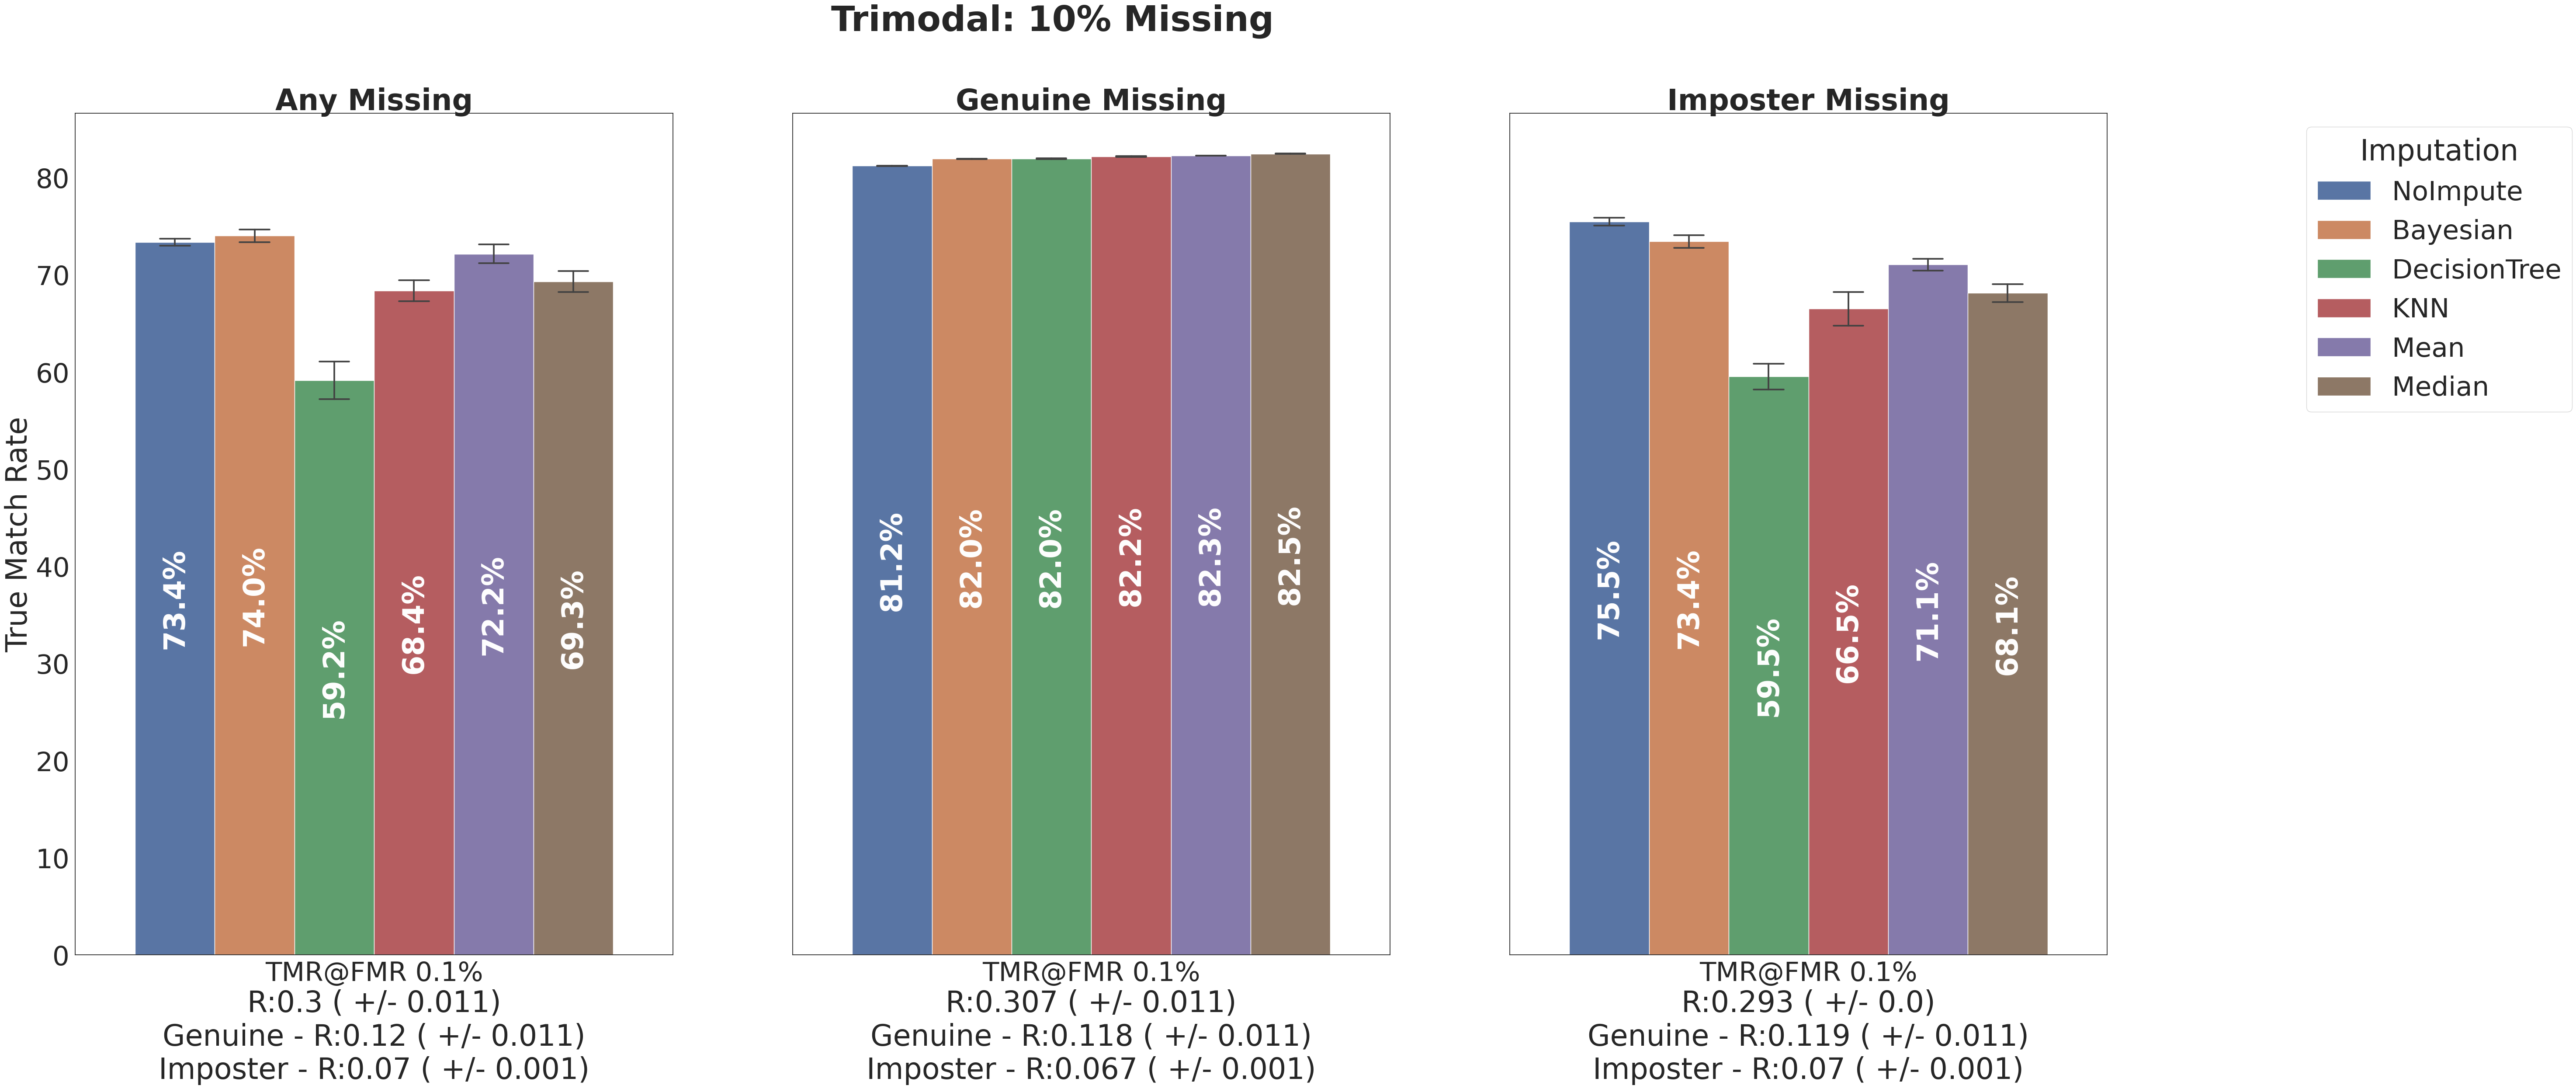 Trimodal: 10% Missing
Any Missing
Genuine Missing
Imposter Missing
True Match Rate
80
70
60
50
40
30
20
10
0
73.4%
74.0%
59.2%
68.4%
72.2%
69.3%
81.2%
82.0%
82.0%
82.2%
82.3%
82.5%
75.5%
73.4%
59.5%
66.5%
71.1%
68.1%
TMR@FMR 0.1%
R:0.3 ( +/- 0.011)
Genuine - R:0.12 ( +/- 0.011)
Imposter - R:0.07 ( +/- 0.001)
TMR@FMR 0.1%
R:0.307 ( +/- 0.011)
Genuine - R:0.118 ( +/- 0.011)
Imposter - R:0.067 ( +/- 0.001)
TMR@FMR 0.1%
R:0.293 ( +/- 0.0)
Genuine - R:0.119 ( +/- 0.011)
Imposter - R:0.07 ( +/- 0.001)
Imputation
NoImpute
Bayesian
DecisionTree
KNN
Mean
Median